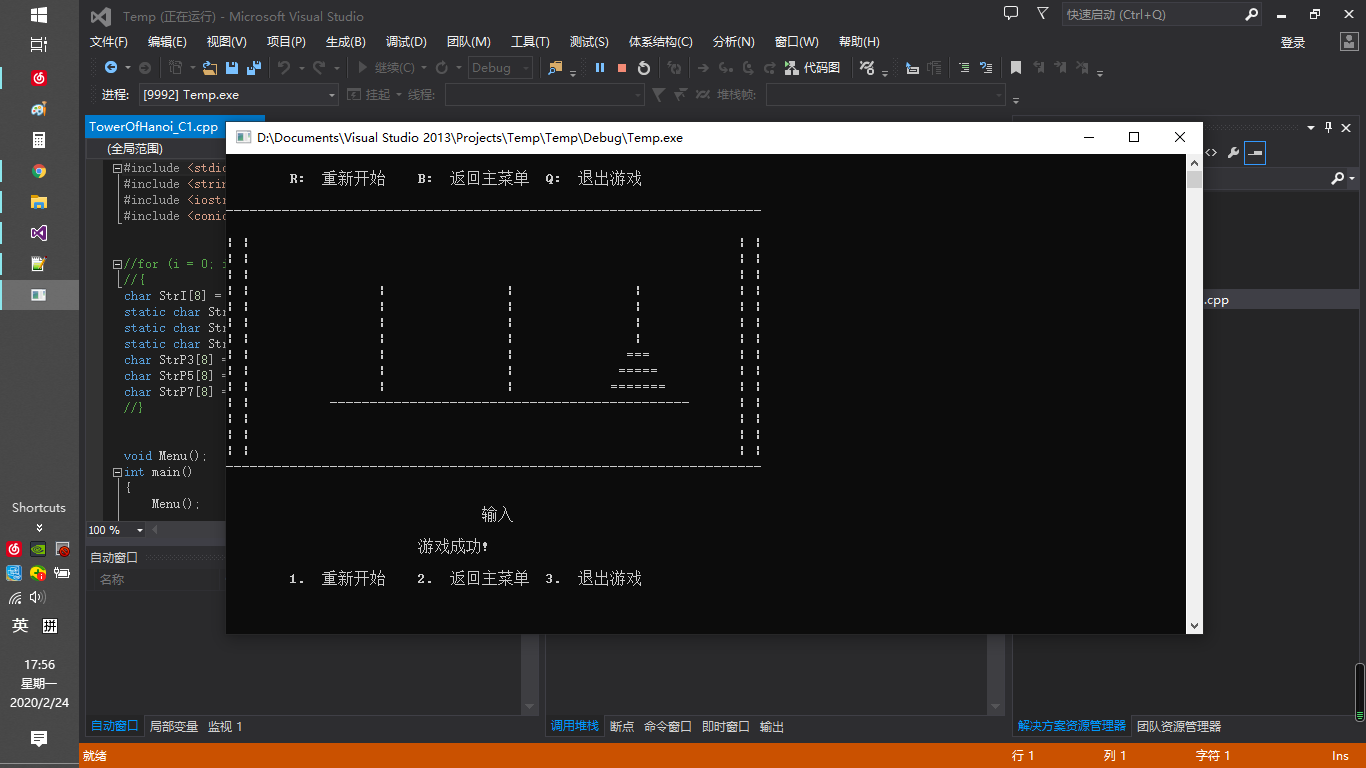 Temp (正在运行) - Microsoft Visual Studio
快速启动 (Ctrl+Q)
文件(F) 编辑(E) 视图(V) 项目(P) 生成(B) 调试(D) 团队(M) 工具(T) 测试(S) 体系结构(C) 分析(N) 窗口(W) 帮助(H)
登录
继续(C) Debug 代码图
进程: [9992] Temp.exe 挂起 线程: 堆栈帧:
TowerOfHanoi_C1.cpp
(全局范围)
#include <stdio
#include <strin
#include <iostr
#include <conio
//for (i = 0; i
//{
char StrI[8] =
static char Str
static char Str
static char Str
char StrP3[8] =
char StrP5[8] =
char StrP7[8] =
//}
void Menu();
int main()
{
Menu();
100 %
D:\Documents\Visual Studio 2013\Projects\Temp\Temp\Debug\Temp.exe
R: 重新开始 B: 返回主菜单 Q: 退出游戏
===
=====
=======
输入
游戏成功!
1. 重新开始 2. 返回主菜单 3. 退出游戏
.cpp
自动窗口
名称
自动窗口 局部变量 监视 1
调用堆栈 断点 命令窗口 即时窗口 输出
解决方案资源管理器 团队资源管理器
就绪 行 1 列 1 字符 1 Ins
Shortcuts
英 拼
17:56
星期一
2020/2/24